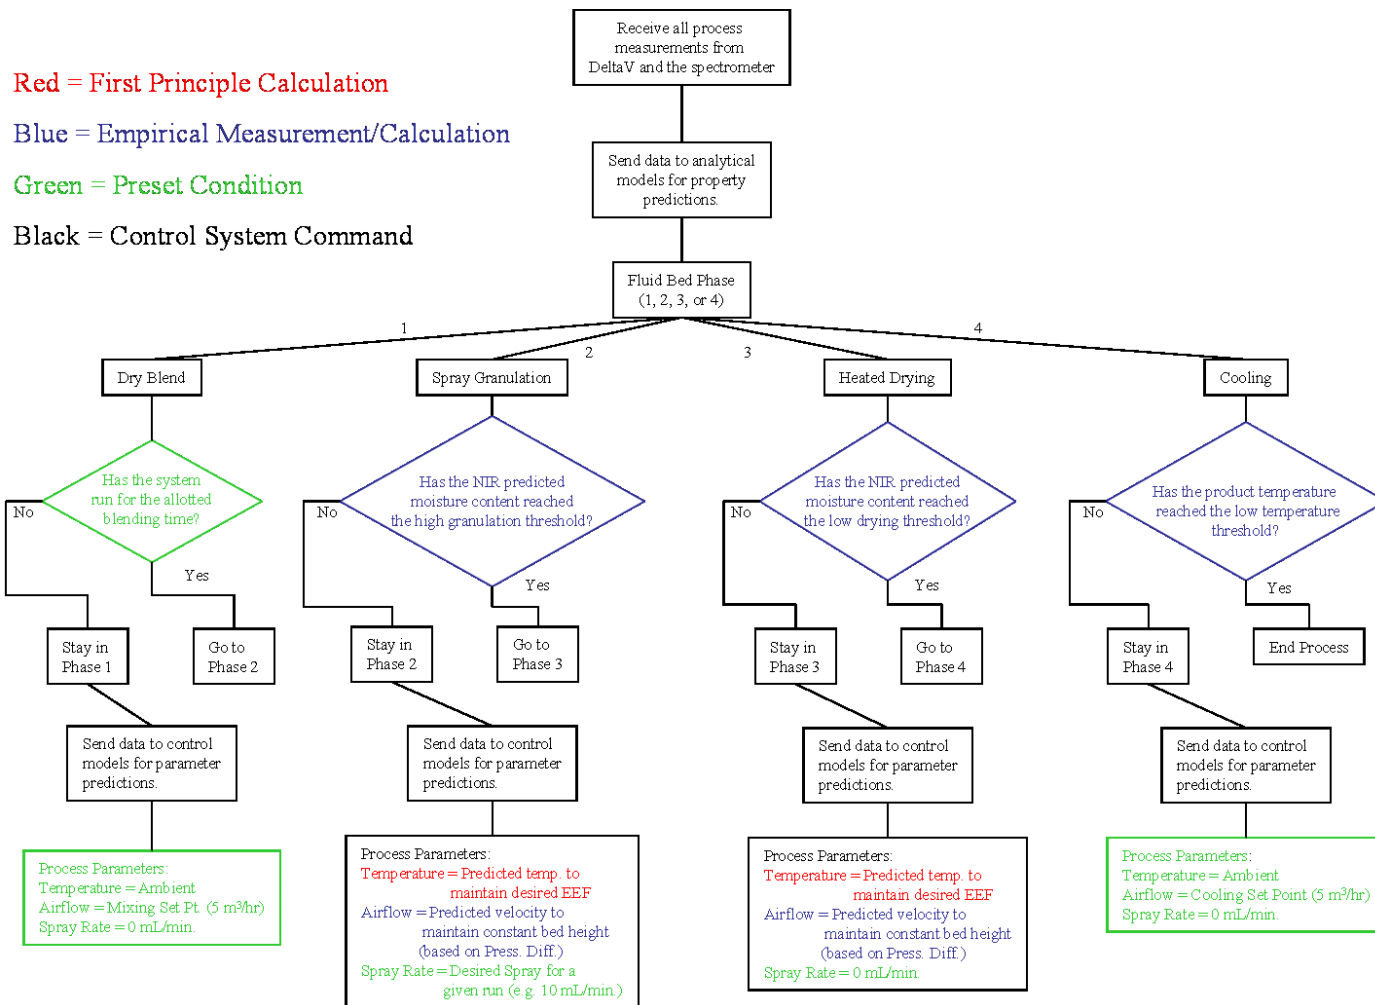 Receive all process
measurements from
DeltaV and the spectrometer
Red = First Principle Calculation
Blue = Empirical Measurement/Calculation
Green = Preset Condition
Black = Control System Command
Send data to analytical
models for property
predictions.
Fluid Bed Phase
(1, 2, 3, or 4)
1
2
3
4
Dry Blend
Spray Granulation
Heated Drying
Cooling
Has the system
run for the allotted
blending time?
No
Yes
Has the NIR predicted
moisture content reached
the high granulation threshold?
No
Yes
Has the NIR predicted
moisture content reached
the low drying threshold?
No
Yes
Has the product temperature
reached the low temperature
threshold?
No
Yes
Stay in
Phase 1
Go to
Phase 2
Stay in
Phase 2
Go to
Phase 3
Stay in
Phase 3
Go to
Phase 4
Stay in
Phase 4
End Process
Send data to control
models for parameter
predictions.
Send data to control
models for parameter
predictions.
Send data to control
models for parameter
predictions.
Send data to control
models for parameter
predictions.
Process Parameters:
Temperature = Ambient
Airflow = Mixing Set Pt. (5 m³/hr)
Spray Rate = 0 mL/min.
Process Parameters:
Temperature = Predicted temp. to
maintain desired EEF
Airflow = Predicted velocity to
maintain constant bed height
(based on Press. Diff.)
Spray Rate = Desired Spray for a
given run (e.g. 10 mL/min.)
Process Parameters:
Temperature = Predicted temp. to
maintain desired EEF
Airflow = Predicted velocity to
maintain constant bed height
(based on Press. Diff.)
Spray Rate = 0 mL/min.
Process Parameters:
Temperature = Ambient
Airflow = Cooling Set Point (5 m³/hr)
Spray Rate = 0 mL/min.